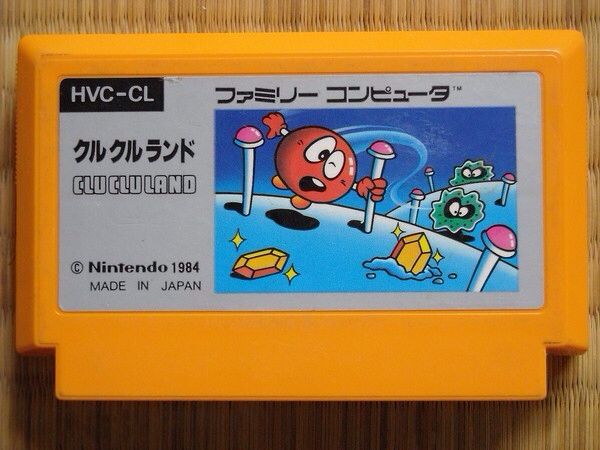 HVC-CL
ファミリー コンピュータ™
クルクルランド
CLU CLU LAND
© Nintendo 1984
MADE IN JAPAN